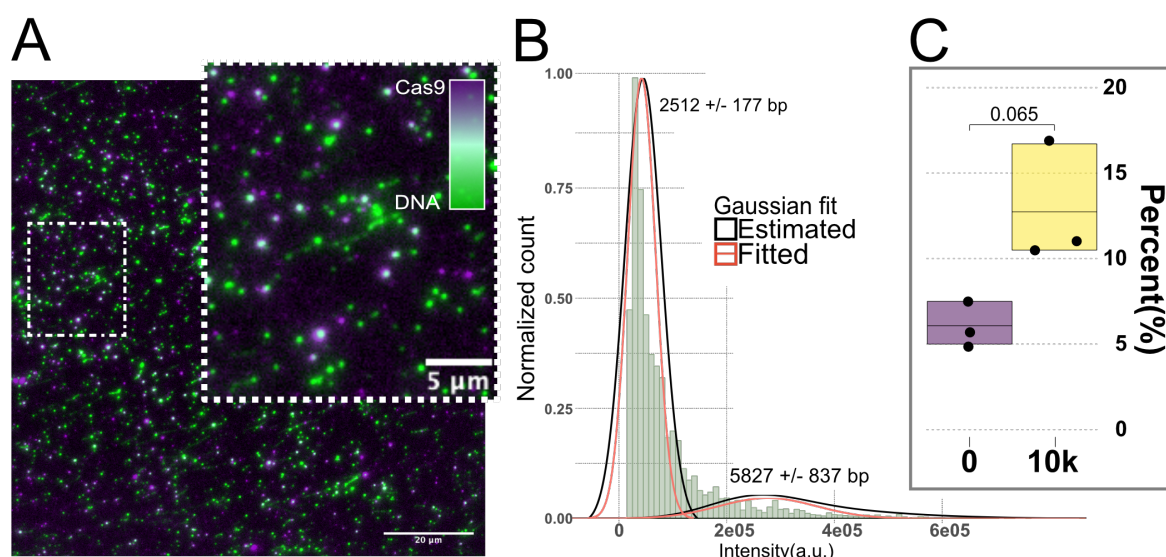 A
Cas9
DNA
5 μm
20 μm
B
1.00
0.75
0.50
0.25
0.00
Normalized count
2512 +/- 177 bp
Gaussian fit
Estimated
Fitted
5827 +/- 837 bp
0
2e05
4e05
6e05
Intensity(a.u.)
C
0.065
20
15
10
5
0
Percent(%)
0
10k